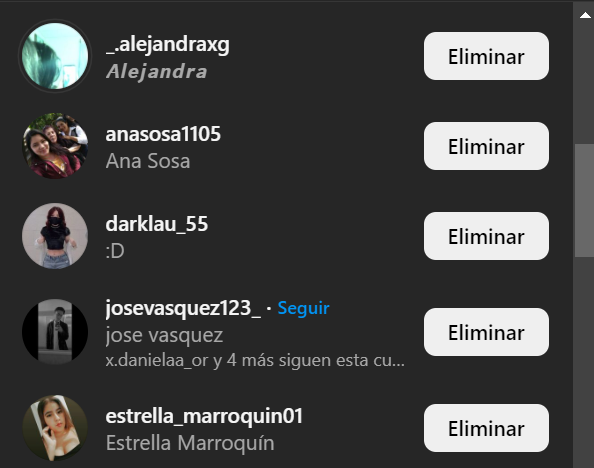 _.alejandraxg
Alejandra
Eliminar
anasosa1105
Ana Sosa
Eliminar
darklau_55
:D
Eliminar
josevasquez123_ · Seguir
jose vasquez
x.danielaa_or y 4 más siguen esta cu...
Eliminar
estrella_marroquin01
Estrella Marroquín
Eliminar